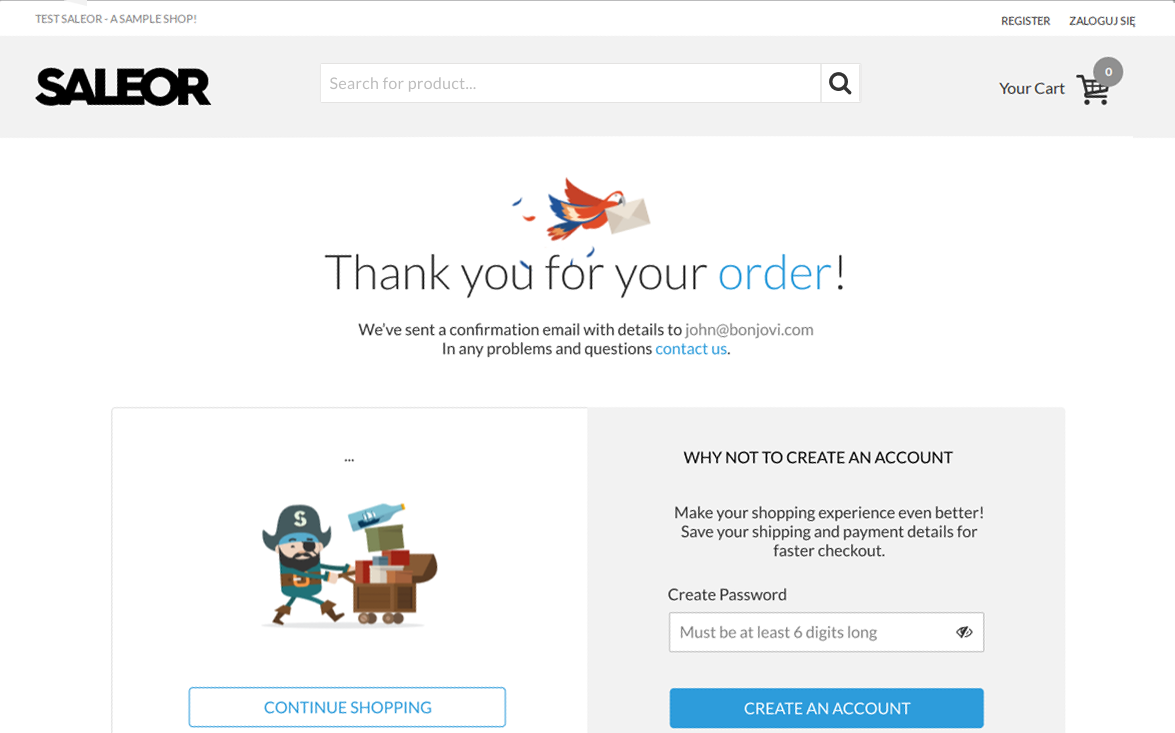 TEST SALEOR - A SAMPLE SHOP!
REGISTER ZALOGUJ SIĘ
SALEOR
Search for product...
Your Cart 0
Thank you for your order!
We've sent a confirmation email with details to john@bonjovi.com
In any problems and questions contact us.
...
S
S
CONTINUE SHOPPING
WHY NOT TO CREATE AN ACCOUNT
Make your shopping experience even better!
Save your shipping and payment details for
faster checkout.
Create Password
Must be at least 6 digits long
CREATE AN ACCOUNT